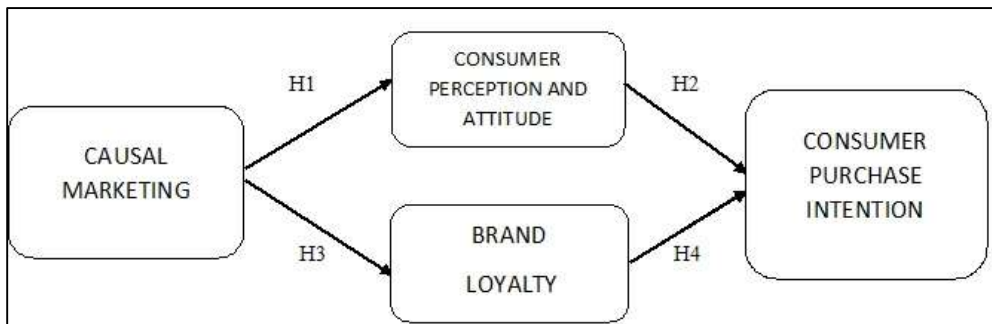 H1
CONSUMER
PERCEPTION AND
ATTITUDE
H2
CAUSAL
MARKETING
CONSUMER
PURCHASE
INTENTION
H3
BRAND
LOYALTY
H4